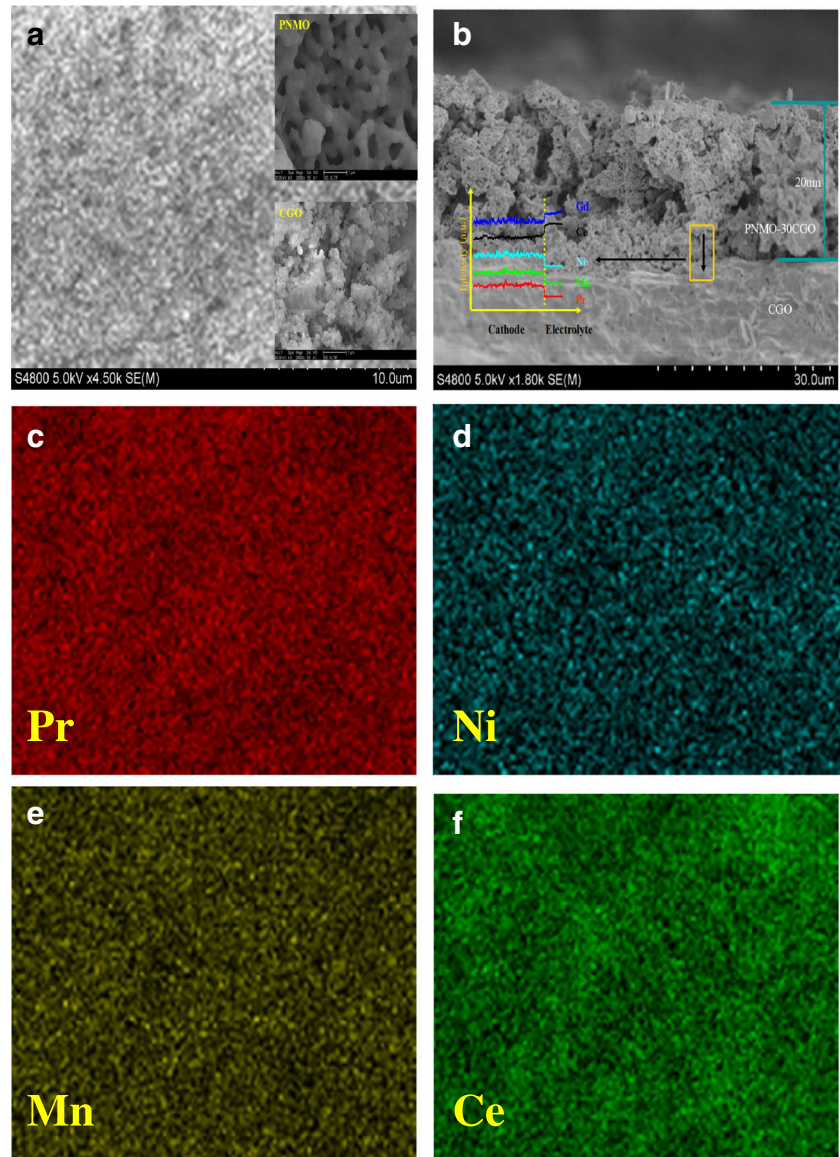 a
PNMO
CGO
S4800 5.0kV x4.50k SE(M)
10.0um
b
20um
PNMO-30CGO
CGO
Intensity (a.u.)
Gd
Ce
Ni
Mn
Pr
Cathode
Electrolyte
S4800 5.0kV x1.80k SE(M)
30.0um
c
Pr
d
Ni
e
Mn
f
Ce